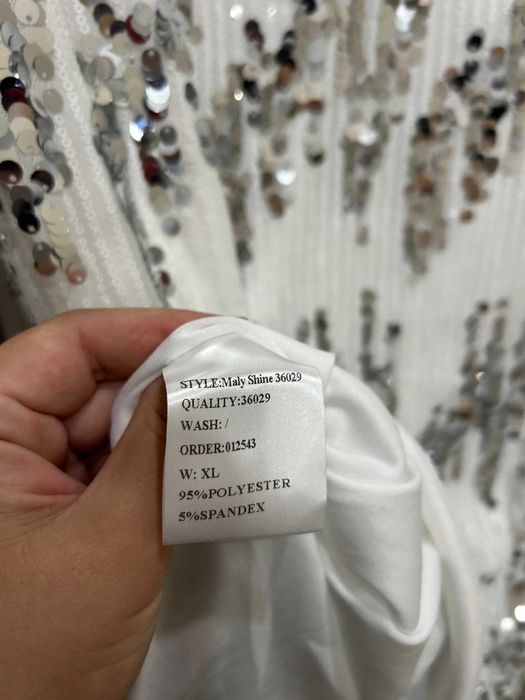 STYLE:Maly Shine 36029
QUALITY:36029
WASH: /
ORDER:012543
W: XL
95%POLYESTER
5%SPANDEX